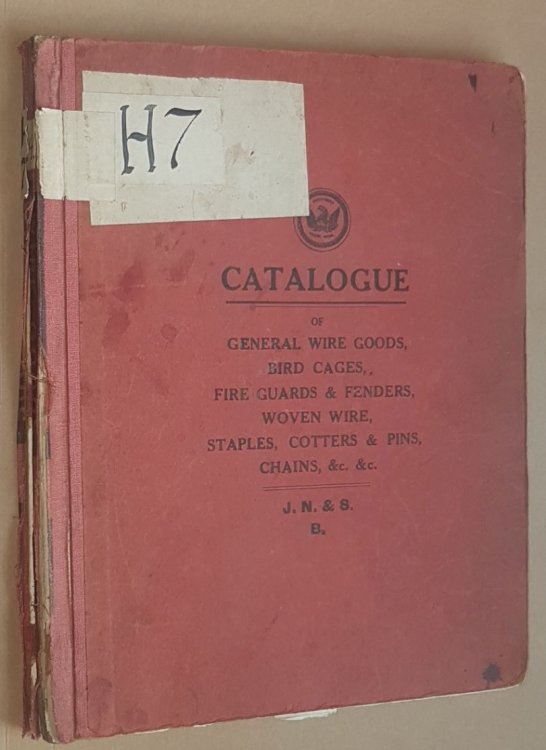 H7
CATALOGUE
OF
GENERAL WIRE GOODS,
BIRD CAGES,
FIRE GUARDS & FENDERS,
WOVEN WIRE,
STAPLES, COTTERS & PINS,
CHAINS, &c. &c.
J. N. & S.
B.